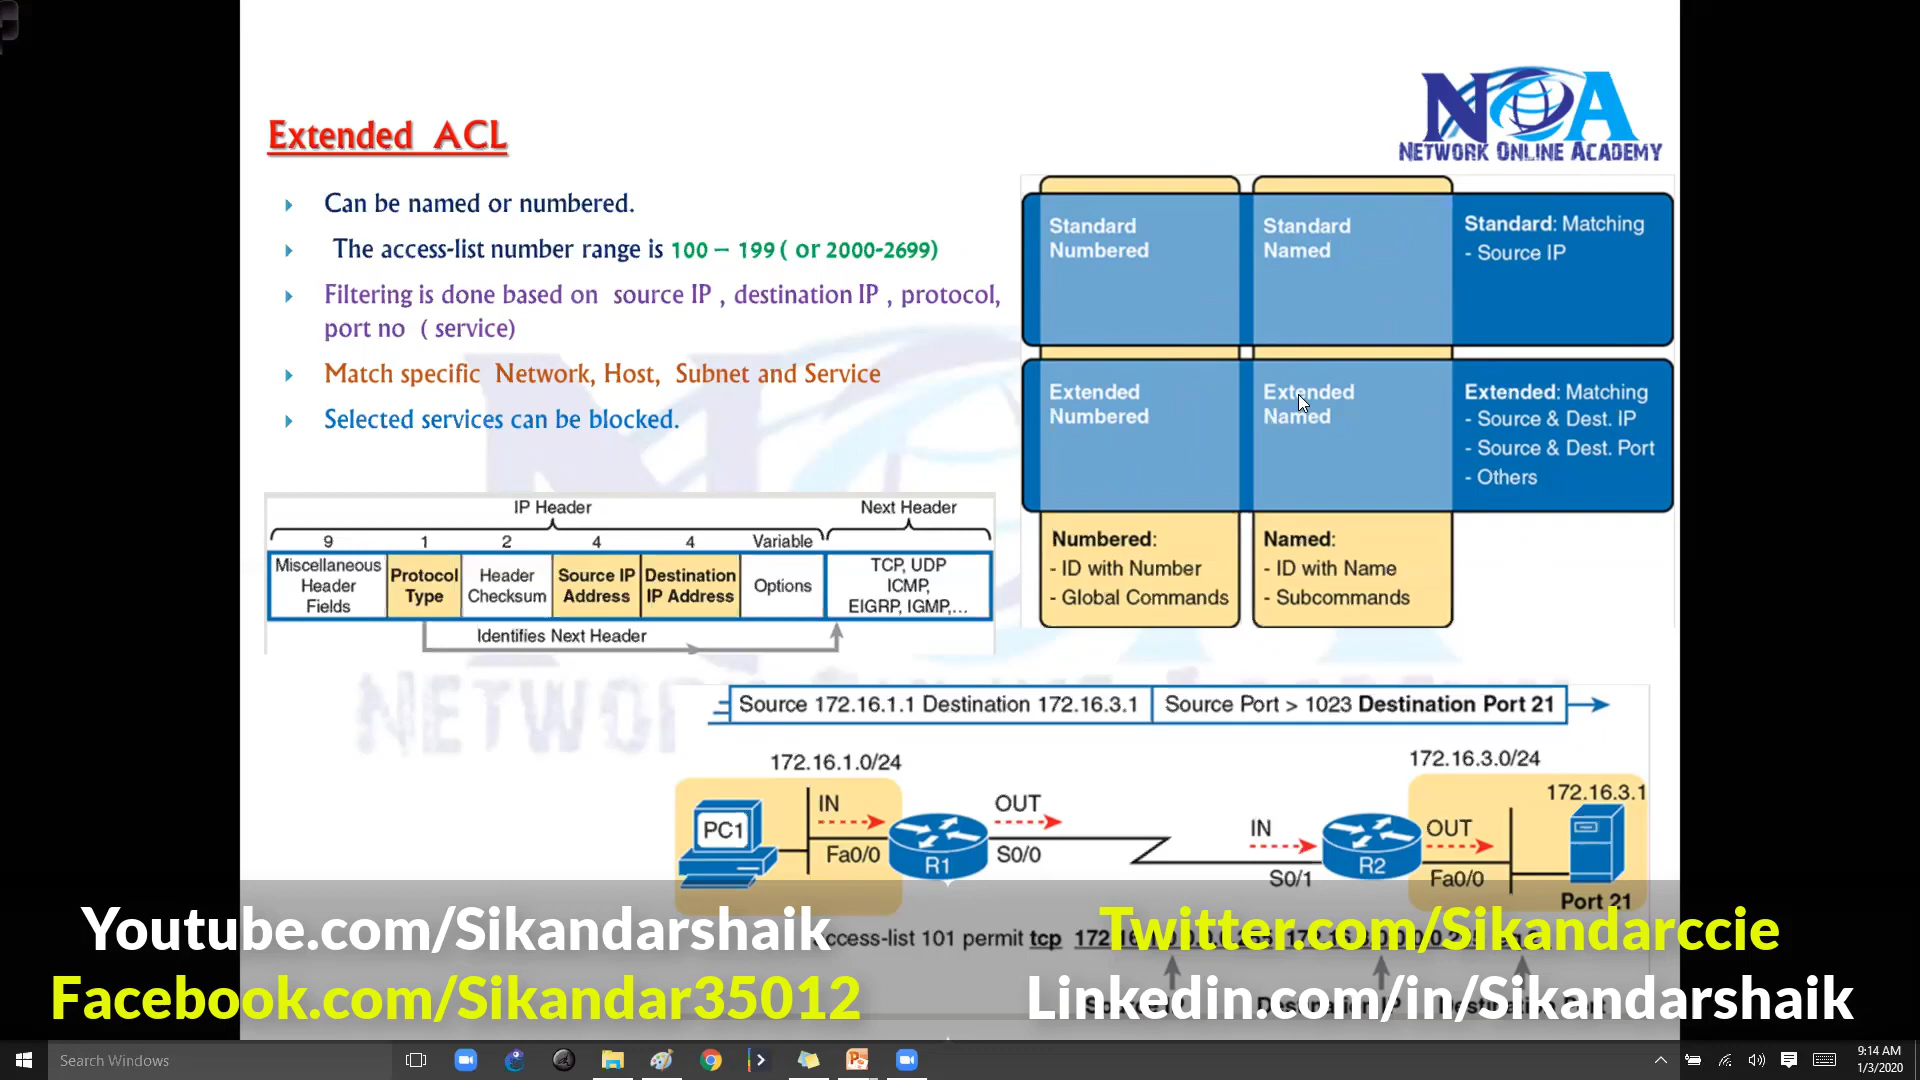 NOA
NETWORK ONLINE ACADEMY
Extended ACL
Can be named or numbered.
The access-list number range is 100 – 199 ( or 2000-2699)
Filtering is done based on source IP , destination IP , protocol,
port no ( service)
Match specific Network, Host, Subnet and Service
Selected services can be blocked.
Standard
Numbered
Standard
Named
Standard: Matching
- Source IP
Extended
Numbered
Extended
Named
Extended: Matching
- Source & Dest. IP
- Source & Dest. Port
- Others
Numbered:
- ID with Number
- Global Commands
Named:
- ID with Name
- Subcommands
IP Header
Next Header
9
1
2
4
4
Variable
Miscellaneous
Header
Fields
Protocol
Type
Header
Checksum
Source IP
Address
Destination
IP Address
Options
TCP, UDP
ICMP,
EIGRP, IGMP,...
Identifies Next Header
Source 172.16.1.1 Destination 172.16.3.1
Source Port > 1023 Destination Port 21
172.16.1.0/24
172.16.3.0/24
172.16.3.1
PC1
IN
Fa0/0
R1
OUT
S0/0
IN
S0/1
R2
OUT
Fa0/0
Port 21
access-list 101 permit tcp
Youtube.com/Sikandarshaik
Twitter.com/Sikandarccie
Facebook.com/Sikandar35012
Linkedin.com/in/Sikandarshaik
Search Windows
9:14 AM
1/3/2020